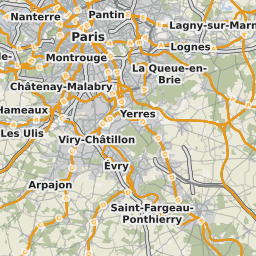 Nanterre
Pantin
Lagny-sur-Marn
Paris
Lognes
Montrouge
La Queue-en-
Brie
Châtenay-Malabry
Hameaux
Yerres
Les Ulis
Viry-Châtillon
Évry
Arpajon
Saint-Fargeau-
Ponthierry